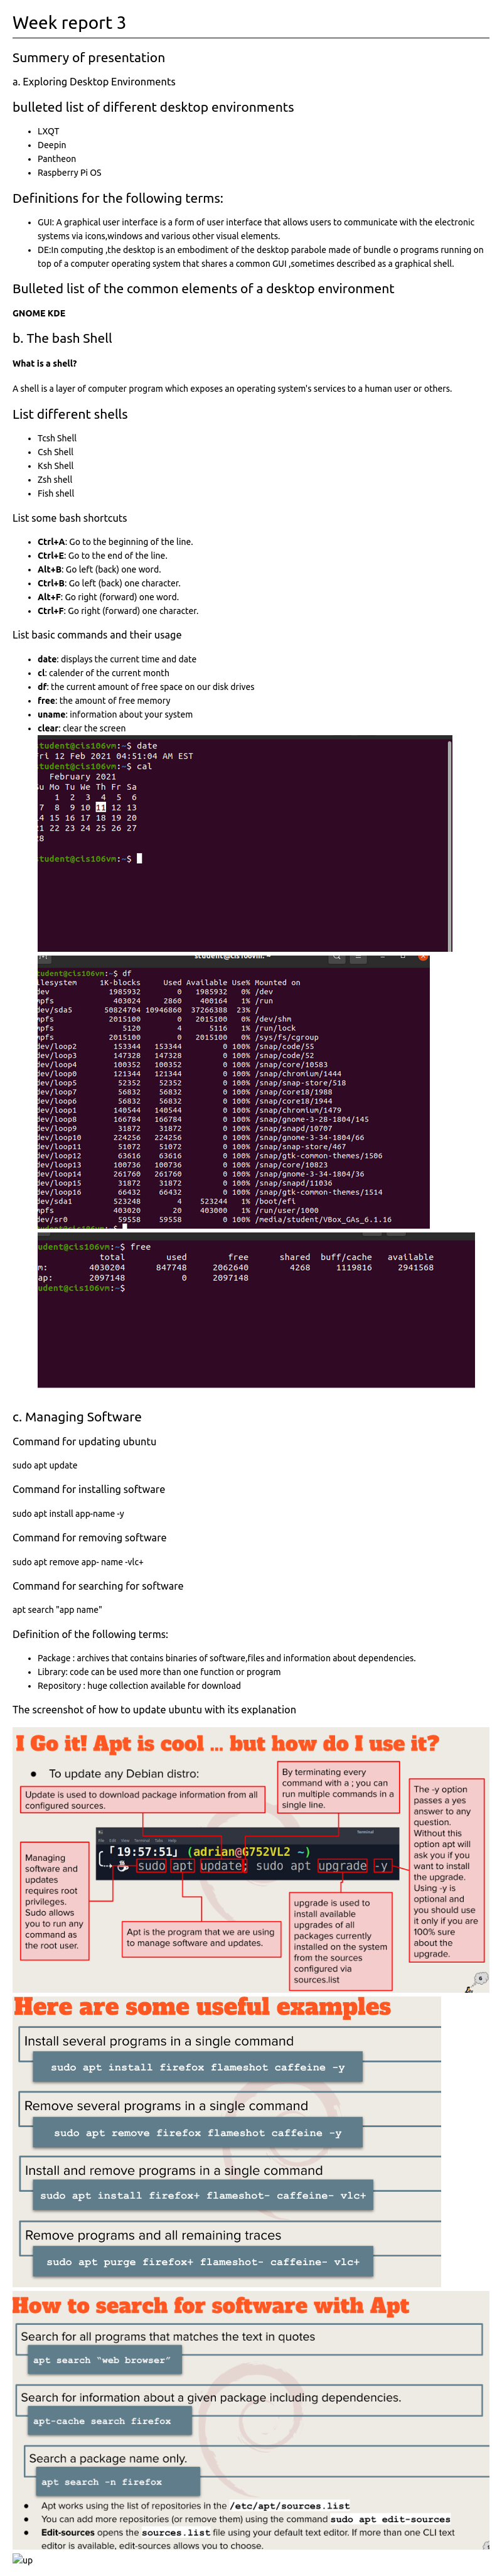 Week report 3
Summery of presentation
a. Exploring Desktop Environments
bulleted list of different desktop environments
• LXQT
• Deepin
• Pantheon
• Raspberry Pi OS
Definitions for the following terms:
• GUI: A graphical user interface is a form of user interface that allows users to communicate with the electronic
systems via icons,windows and various other visual elements.
• DE:In computing ,the desktop is an embodiment of the desktop parabole made of bundle o programs running on
top of a computer operating system that shares a common GUI ,sometimes described as a graphical shell.
Bulleted list of the common elements of a desktop environment
GNOME KDE
b. The bash Shell
What is a shell?
A shell is a layer of computer program which exposes an operating system's services to a human user or others.
List different shells
• Tcsh Shell
• Csh Shell
• Ksh Shell
• Zsh shell
• Fish shell
List some bash shortcuts
• Ctrl+A: Go to the beginning of the line.
• Ctrl+E: Go to the end of the line.
• Alt+B: Go left (back) one word.
• Ctrl+B: Go left (back) one character.
• Alt+F: Go right (forward) one word.
• Ctrl+F: Go right (forward) one character.
List basic commands and their usage
• date: displays the current time and date
• cl: calender of the current month
• df: the current amount of free space on our disk drives
• free: the amount of free memory
• uname: information about your system
• clear: clear the screen
tudent@cis106vm:~$ date
ri 12 Feb 2021 04:51:04 AM EST
tudent@cis106vm:~$ cal
February 2021
u Mo Tu We Th Fr Sa
1 2 3 4 5 6
7 8 9 10 11 12 13
4 15 16 17 18 19 20
1 22 23 24 25 26 27
8
tudent@cis106vm:~$
student@cis106vm: ~
tudent@cis106vm:~$ df
ilesystem 1K-blocks Used Available Use% Mounted on
dev 1985932 0 1985932 0% /dev
mpfs 403024 2860 400164 1% /run
dev/sda5 50824704 10946860 37266388 23% /
mpfs 2015100 0 2015100 0% /dev/shm
mpfs 5120 4 5116 1% /run/lock
mpfs 2015100 0 2015100 0% /sys/fs/cgroup
dev/loop2 153344 153344 0 100% /snap/code/55
dev/loop3 147328 147328 0 100% /snap/code/52
dev/loop4 100352 100352 0 100% /snap/core/10583
dev/loop0 121344 121344 0 100% /snap/chromium/1444
dev/loop5 52352 52352 0 100% /snap/snap-store/518
dev/loop7 56832 56832 0 100% /snap/core18/1988
dev/loop6 56832 56832 0 100% /snap/core18/1944
dev/loop1 140544 140544 0 100% /snap/chromium/1479
dev/loop8 166784 166784 0 100% /snap/gnome-3-28-1804/145
dev/loop9 31872 31872 0 100% /snap/snapd/10707
dev/loop10 224256 224256 0 100% /snap/gnome-3-34-1804/66
dev/loop11 52272 52272 0 100% /snap/snap-store/467
dev/loop12 63616 63616 0 100% /snap/gtk-common-themes/1506
dev/loop13 100736 100736 0 100% /snap/core/10823
dev/loop14 261760 261760 0 100% /snap/gnome-3-34-1804/36
dev/loop15 31872 31872 0 100% /snap/snapd/11036
dev/loop16 66432 66432 0 100% /snap/gtk-common-themes/1514
dev/sda1 523248 4 523244 1% /boot/efi
mpfs 403020 20 403000 1% /run/user/1000
dev/sr0 59558 59558 0 100% /media/student/VBox_GAs_6.1.16
udent@cis106vm:~$ free
total used free shared buff/cache available
m: 4030204 847748 2062640 4268 1119816 2941568
ap: 2097148 0 2097148
udent@cis106vm:~$
c. Managing Software
Command for updating ubuntu
sudo apt update
Command for installing software
sudo apt install app-name -y
Command for removing software
sudo apt remove app- name -vlc+
Command for searching for software
apt search "app name"
Definition of the following terms:
• Package : archives that contains binaries of software,files and information about dependencies.
• Library: code can be used more than one function or program
• Repository : huge collection available for download
The screenshot of how to update ubuntu with its explanation
I Go it! Apt is cool ... but how do I use it?
● To update any Debian distro:
Update is used to download package information from all
configured sources.
By terminating every
command with a ; you can
run multiple commands in a
single line.
The -y option
passes a yes
answer to any
question.
Without this
option apt will
ask you if you
want to install
the upgrade.
Using -y is
optional and
you should use
it only if you are
100% sure
about the
upgrade.
Terminal
「19:57:51」(adrian@6752VL2 ~)
sudo apt update; sudo apt upgrade -y
Managing
software and
updates
requires root
privileges.
Sudo allows
you to run any
command as
the root user.
Apt is the program that we are using
to manage software and updates.
upgrade is used to
install available
upgrades of all
packages currently
installed on the system
from the sources
configured via
sources.list
6
Here are some useful examples
Install several programs in a single command
sudo apt install firefox flameshot caffeine -y
Remove several programs in a single command
sudo apt remove firefox flameshot caffeine -y
Install and remove programs in a single command
sudo apt install firefox+ flameshot- caffeine- vlc+
Remove programs and all remaining traces
sudo apt purge firefox+ flameshot- caffeine- vlc+
How to search for software with Apt
Search for all programs that matches the text in quotes
apt search "web browser"
Search for information about a given package including dependencies.
apt-cache search firefox
Search a package name only.
apt search -n firefox
● Apt works using the list of repositories in the /etc/apt/sources.list
● You can add more repositories (or remove them) using the command sudo apt edit-sources
● Edit-sources opens the sources.list file using your default text editor. If more than one CLI text
editor is available, edit-sources allows you to choose.
up